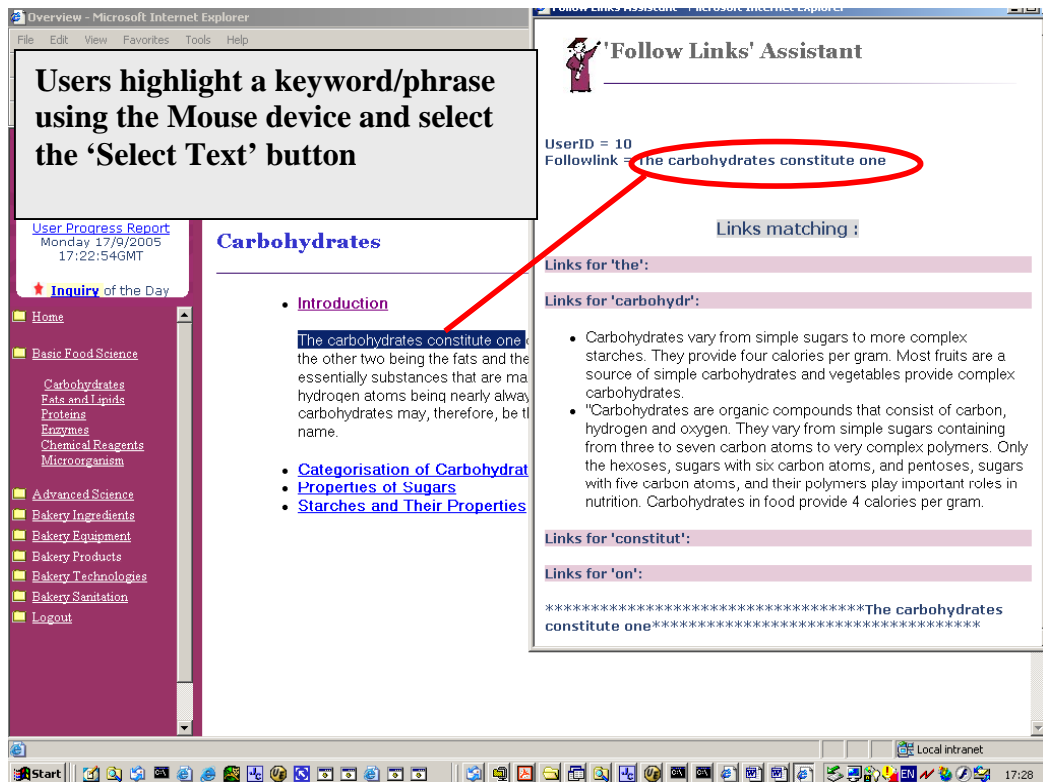 Overview - Microsoft Internet Explorer
File Edit View Favorites Tools Help
Users highlight a keyword/phrase
using the Mouse device and select
the ‘Select Text’ button
User Progress Report
Monday 17/9/2005
17:22:54GMT
Inquiry of the Day
Home
Basic Food Science
Carbohydrates
Fats and Lipids
Proteins
Enzymes
Chemical Reagents
Microorganism
Advanced Science
Bakery Ingredients
Bakery Equipment
Bakery Products
Bakery Technologies
Bakery Sanitation
Logout
Carbohydrates
Introduction
The carbohydrates constitute one
the other two being the fats and the
essentially substances that are ma
hydrogen atoms being nearly alway
carbohydrates may, therefore, be t
name.
Categorisation of Carbohydrat
Properties of Sugars
Starches and Their Properties
Follow Links Assistant - Microsoft Internet Explorer
'Follow Links' Assistant
UserID = 10
Followlink = The carbohydrates constitute one
Links matching :
Links for 'the':
Links for 'carbohydr':
Carbohydrates vary from simple sugars to more complex
starches. They provide four calories per gram. Most fruits are a
source of simple carbohydrates and vegetables provide complex
carbohydrates.
"Carbohydrates are organic compounds that consist of carbon,
hydrogen and oxygen. They vary from simple sugars containing
from three to seven carbon atoms to very complex polymers. Only
the hexoses, sugars with six carbon atoms, and pentoses, sugars
with five carbon atoms, and their polymers play important roles in
nutrition. Carbohydrates in food provide 4 calories per gram.
Links for 'constitut':
Links for 'on':
***********************************The carbohydrates
constitute one************************************
Local intranet
Start
EN
17:28